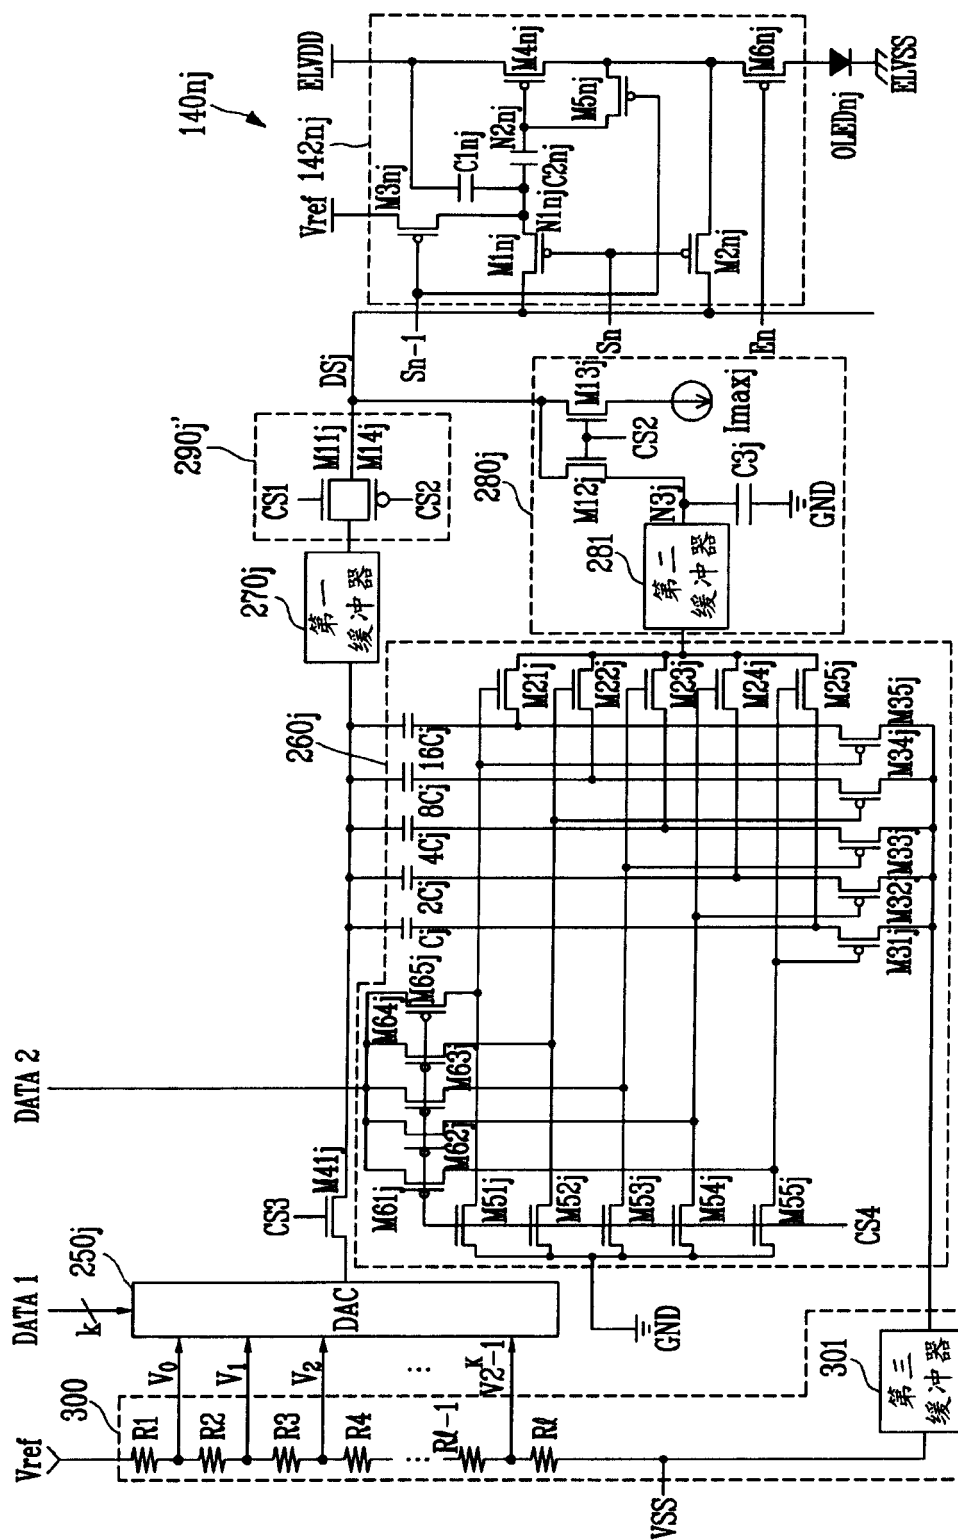 Vref
300
R1
R2
R3
R4
...
Rℓ-1
Rℓ
VSS
V0
V1
V2
...
V2^K-1
DATA 1
k
250j
DAC
GND
301
第三
缓冲器
CS3
M41j
DATA 2
M61j
M62j
M63j
M64j
M65j
M51j
M52j
M53j
M54j
M55j
CS4
260j
Cj
2Cj
4Cj
8Cj
16Cj
M21j
M22j
M23j
M24j
M25j
M31j
M32j
M33j
M34j
M35j
270j
第一
缓冲器
290j'
CS1
M11j
M14j
CS2
DSj
280j
281
第二
缓冲器
M12j
M13j
CS2
N3j
C3j
GND
Imaxj
140nj
142nj
Vref
ELVDD
M3nj
C1nj
N2nj
M4nj
N1nj
C2nj
M5nj
M1nj
M2nj
M6nj
Sn-1
Sn
En
OLEDnj
ELVSS